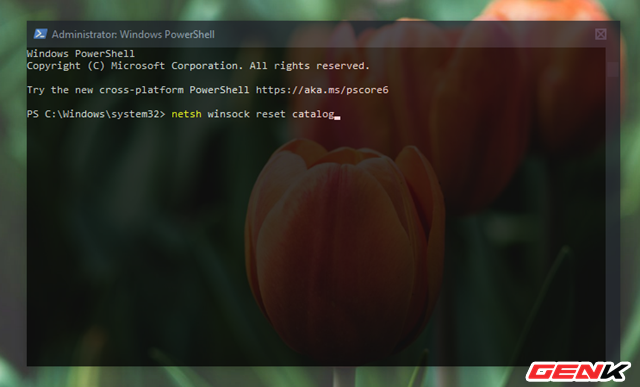 Administrator: Windows PowerShell
Windows PowerShell
Copyright (C) Microsoft Corporation. All rights reserved.
Try the new cross-platform PowerShell https://aka.ms/pscore6
PS C:\Windows\system32> netsh winsock reset catalog
GENK